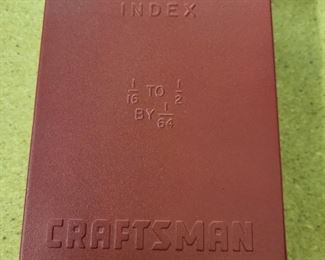 INDEX
1/16 TO 1/2
BY 1/64
CRAFTSMAN